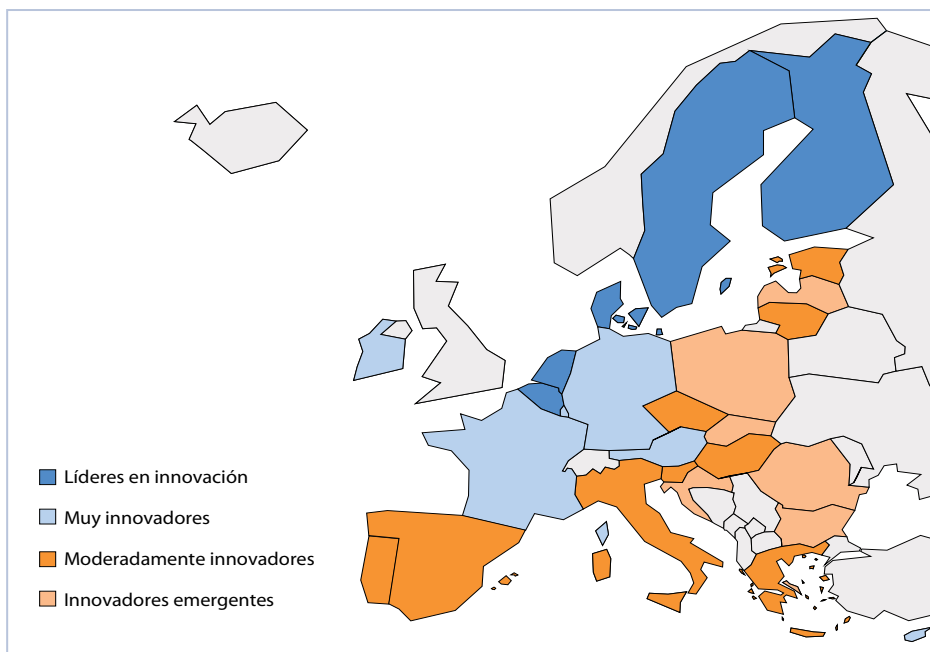 Líderes en innovación
Muy innovadores
Moderadamente innovadores
Innovadores emergentes